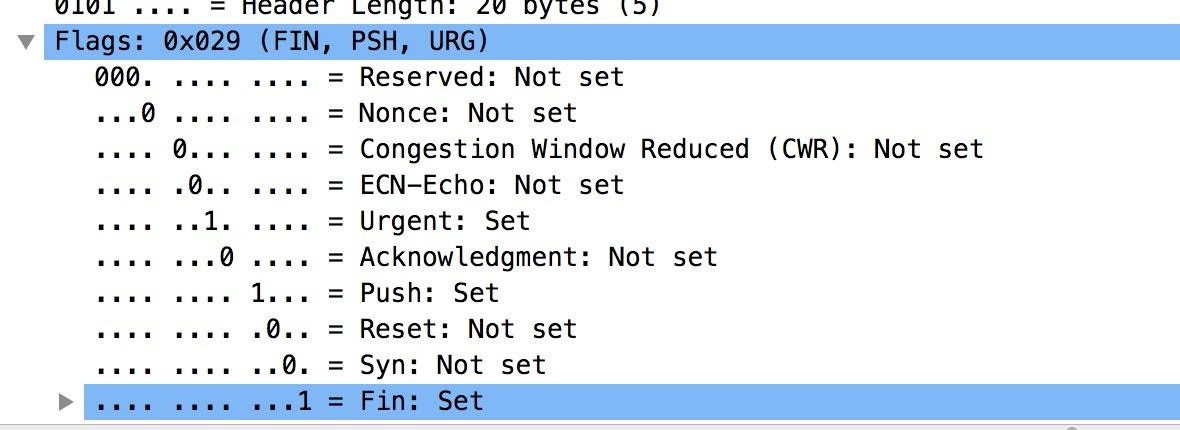 0101 .... = Header Length: 20 bytes (5)
Flags: 0x029 (FIN, PSH, URG)
000. .... .... = Reserved: Not set
...0 .... .... = Nonce: Not set
.... 0... .... = Congestion Window Reduced (CWR): Not set
.... .0.. .... = ECN-Echo: Not set
.... ..1. .... = Urgent: Set
.... ...0 .... = Acknowledgment: Not set
.... .... 1... = Push: Set
.... .... .0.. = Reset: Not set
.... .... ..0. = Syn: Not set
.... .... ...1 = Fin: Set